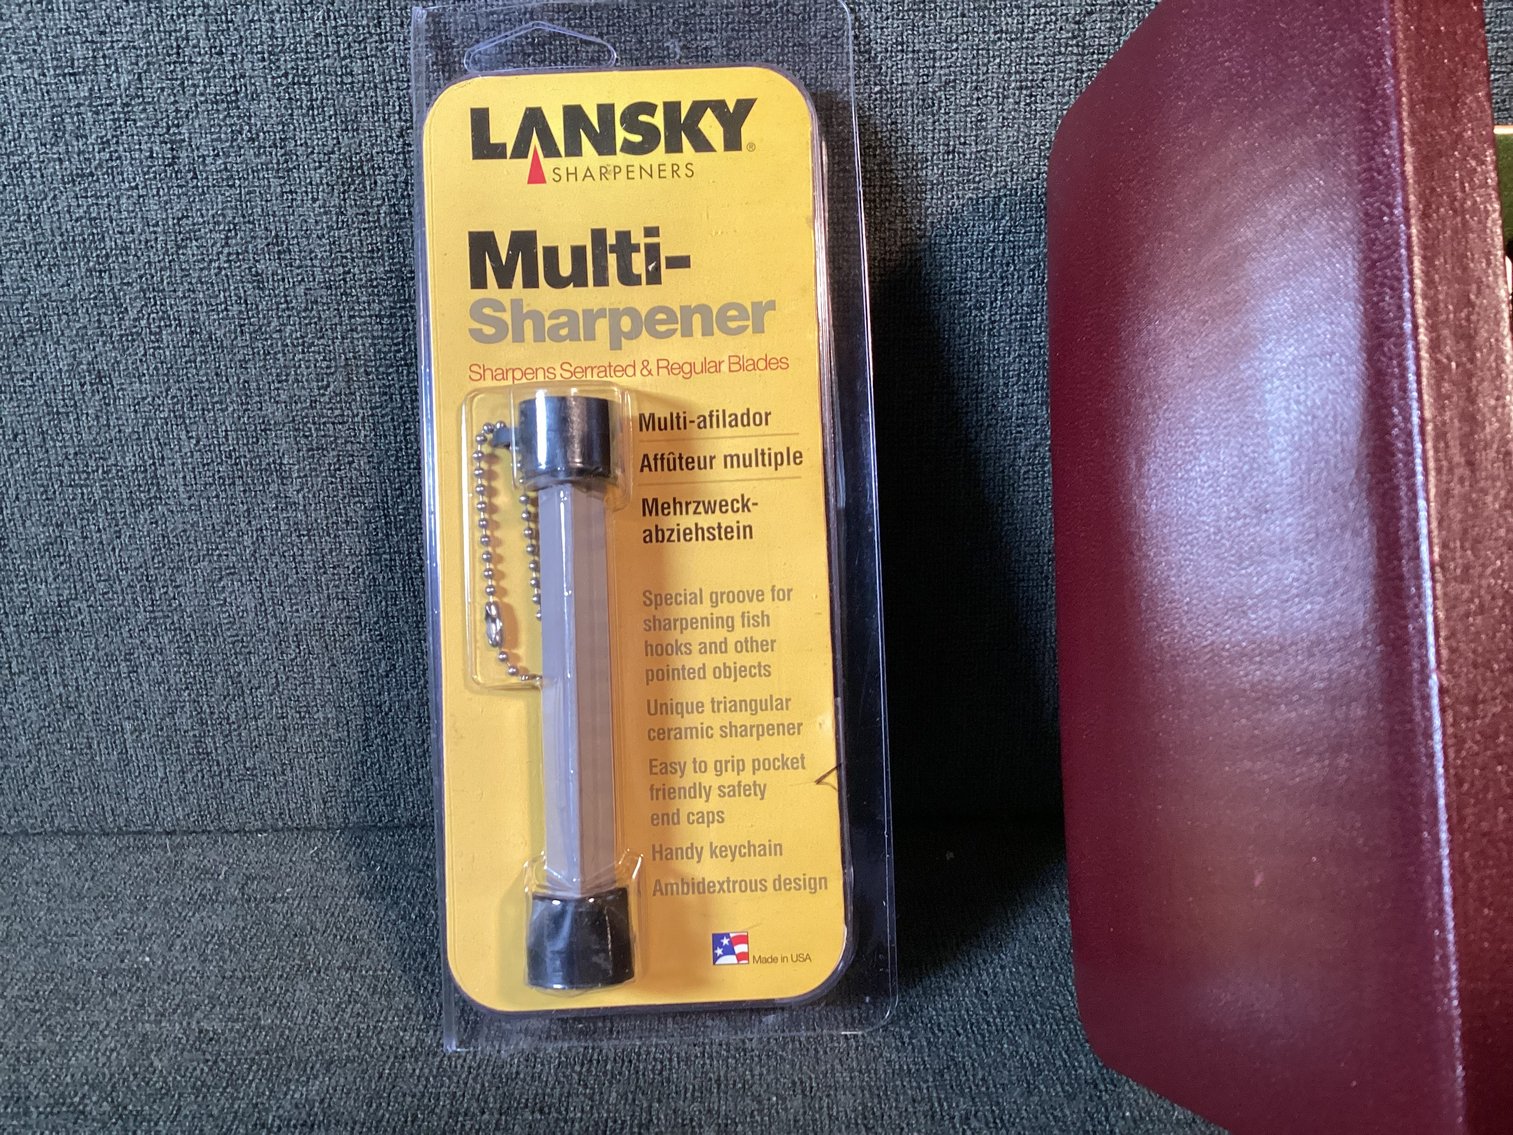 LANSKY®
SHARPENERS
Multi-
Sharpener
Sharpens Serrated & Regular Blades
Multi-afilador
Affûteur multiple
Mehrzweck-
abziehstein
Special groove for
sharpening fish
hooks and other
pointed objects
Unique triangular
ceramic sharpener
Easy to grip pocket
friendly safety
end caps
Handy keychain
Ambidextrous design
Made in USA